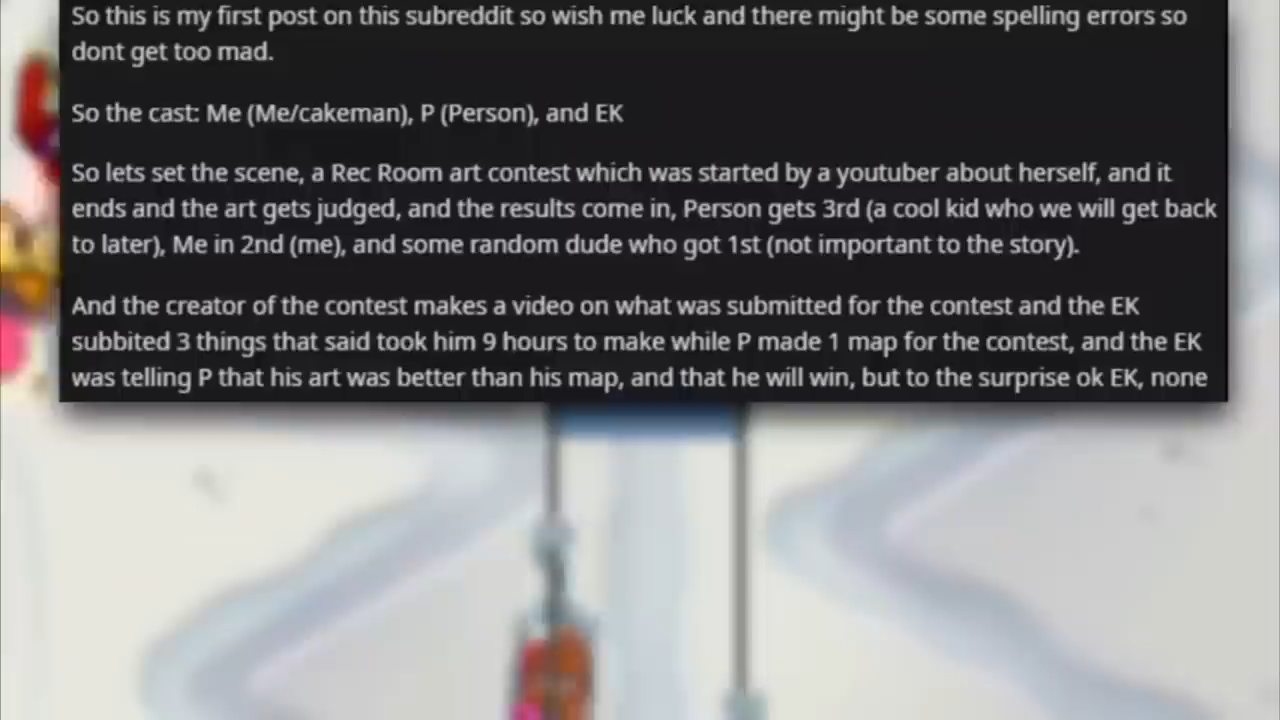 So this is my first post on this subreddit so wish me luck and there might be some spelling errors so
dont get too mad.
So the cast: Me (Me/cakeman), P (Person), and EK
So lets set the scene, a Rec Room art contest which was started by a youtuber about herself, and it
ends and the art gets judged, and the results come in, Person gets 3rd (a cool kid who we will get back
to later), Me in 2nd (me), and some random dude who got 1st (not important to the story).
And the creator of the contest makes a video on what was submitted for the contest and the EK
subbited 3 things that said took him 9 hours to make while P made 1 map for the contest, and the EK
was telling P that his art was better than his map, and that he will win, but to the surprise ok EK, none